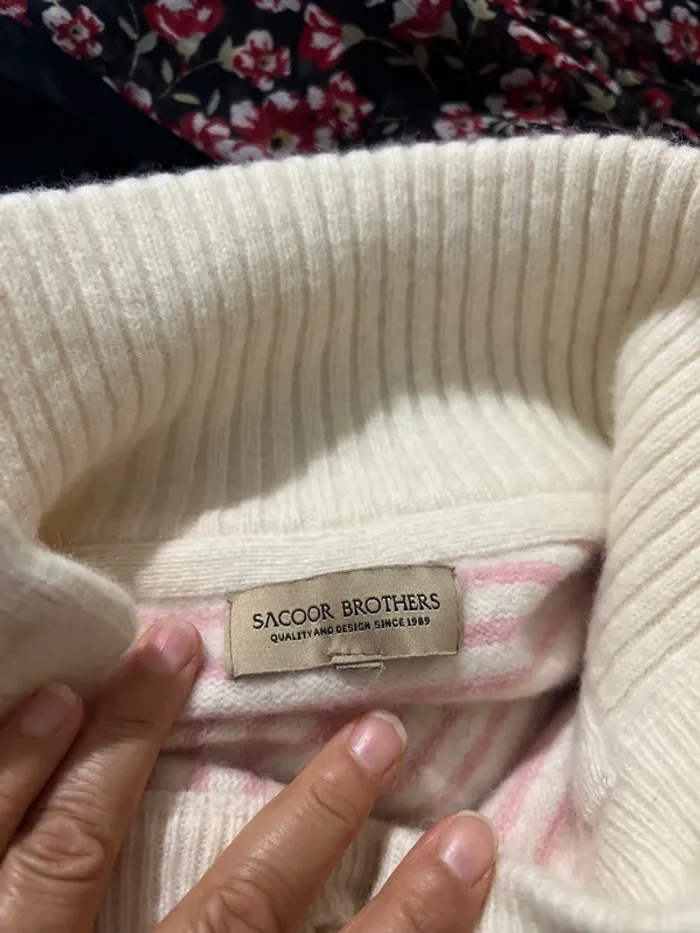 SACOOR BROTHERS
QUALITY AND DESIGN SINCE 1989